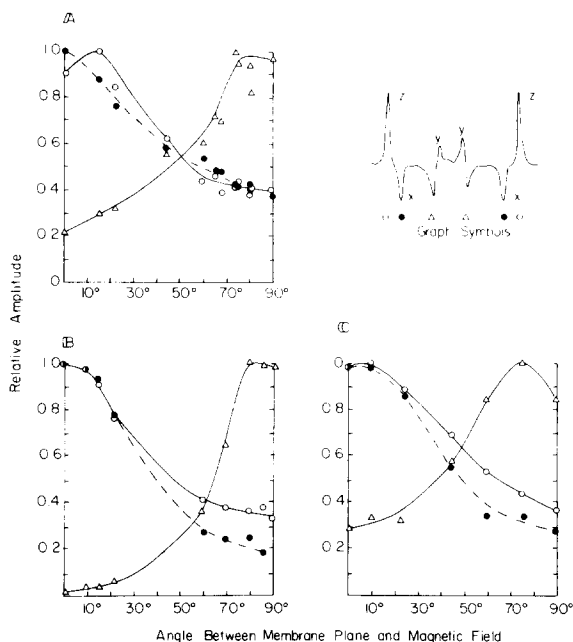 A
1.0
0.8
0.6
0.4
0.2
0
10° 30° 50° 70° 90°
z z
y y
x x
Graph Symbols
Relative Amplitude
B
1.0
0.8
0.6
0.4
0.2
10° 30° 50° 70° 90°
C
1.0
0.8
0.6
0.4
0.2
10° 30° 50° 70° 90°
Angle Between Membrane Plane and Magnetic Field